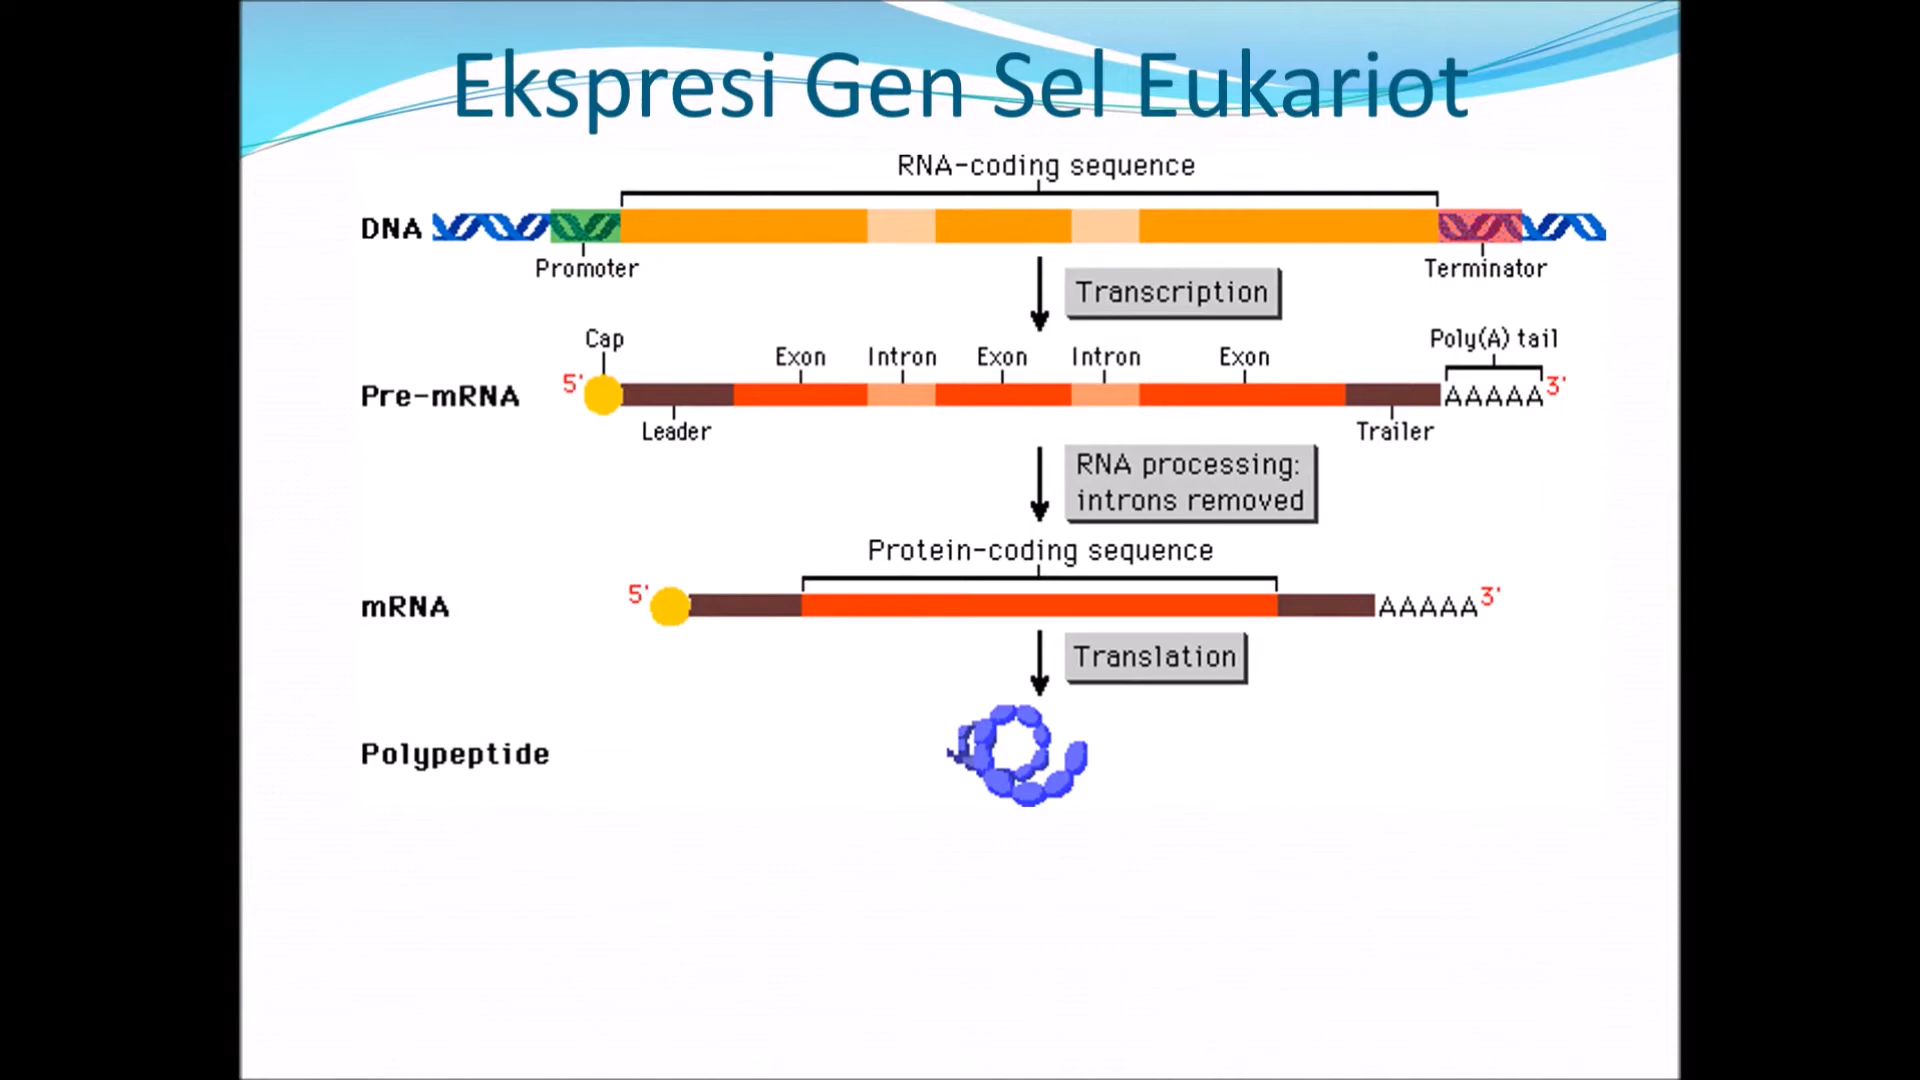 Ekspresi Gen Sel Eukariot
RNA-coding sequence
DNA
Promoter
Terminator
Transcription
Cap
Poly(A) tail
Exon Intron Exon Intron Exon
Pre-mRNA 5' AAAAA 3'
Leader
Trailer
RNA processing:
introns removed
Protein-coding sequence
mRNA 5' AAAAA 3'
Translation
Polypeptide